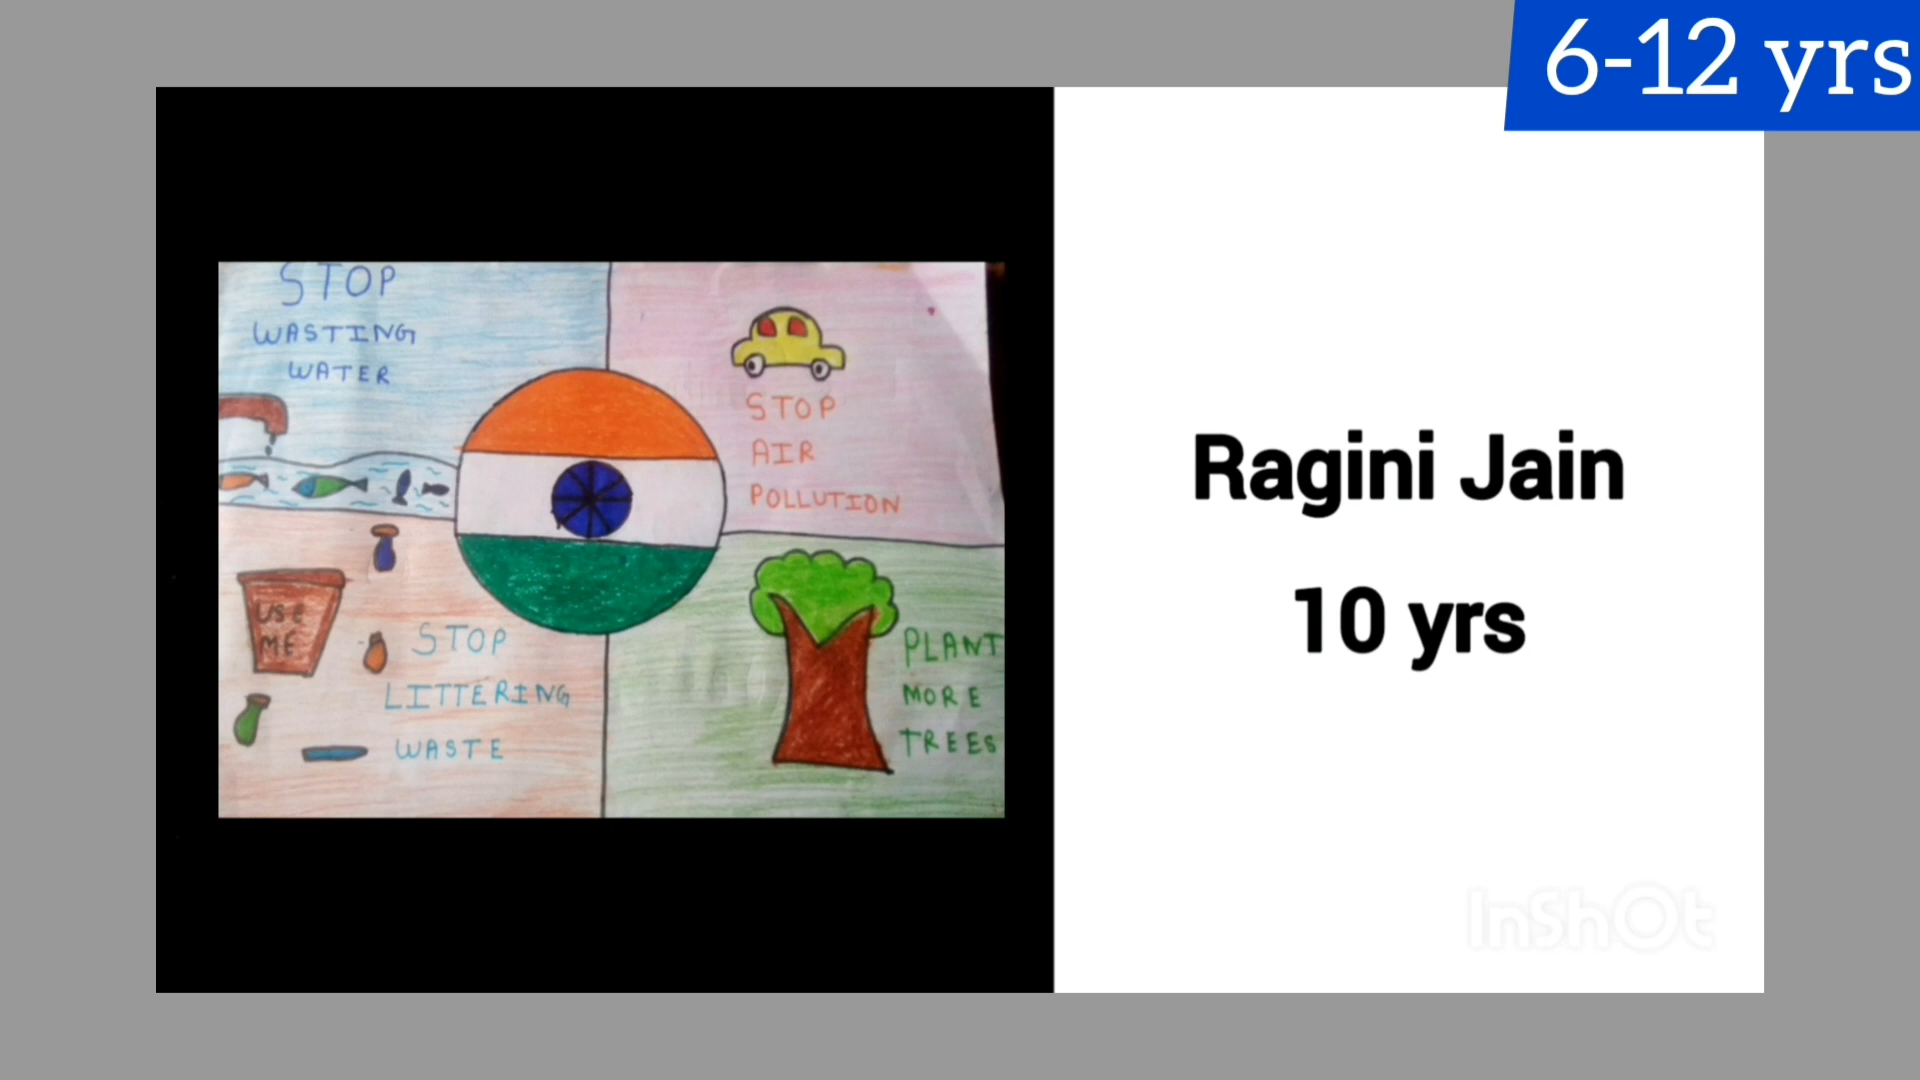 6-12 yrs
STOP
WASTING
WATER
STOP
AIR
POLLUTION
USE
ME
STOP
LITTERING
WASTE
PLANT
MORE
TREES
Ragini Jain
10 yrs
InShOt